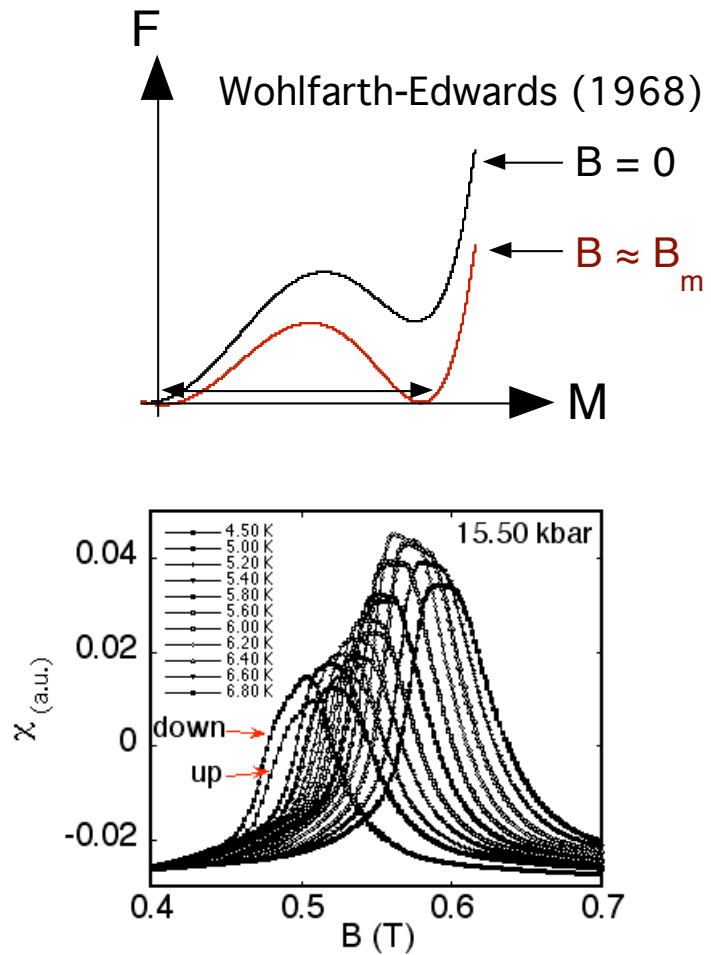 F
Wohlfarth-Edwards (1968)
B = 0
B ≈ Bm
M
15.50 kbar
4.50 K
5.00 K
5.20 K
5.40 K
5.80 K
5.60 K
6.00 K
6.20 K
6.40 K
6.60 K
6.80 K
0.04
0.02
0
-0.02
χ (a.u.)
down
up
0.4 0.5 0.6 0.7
B (T)